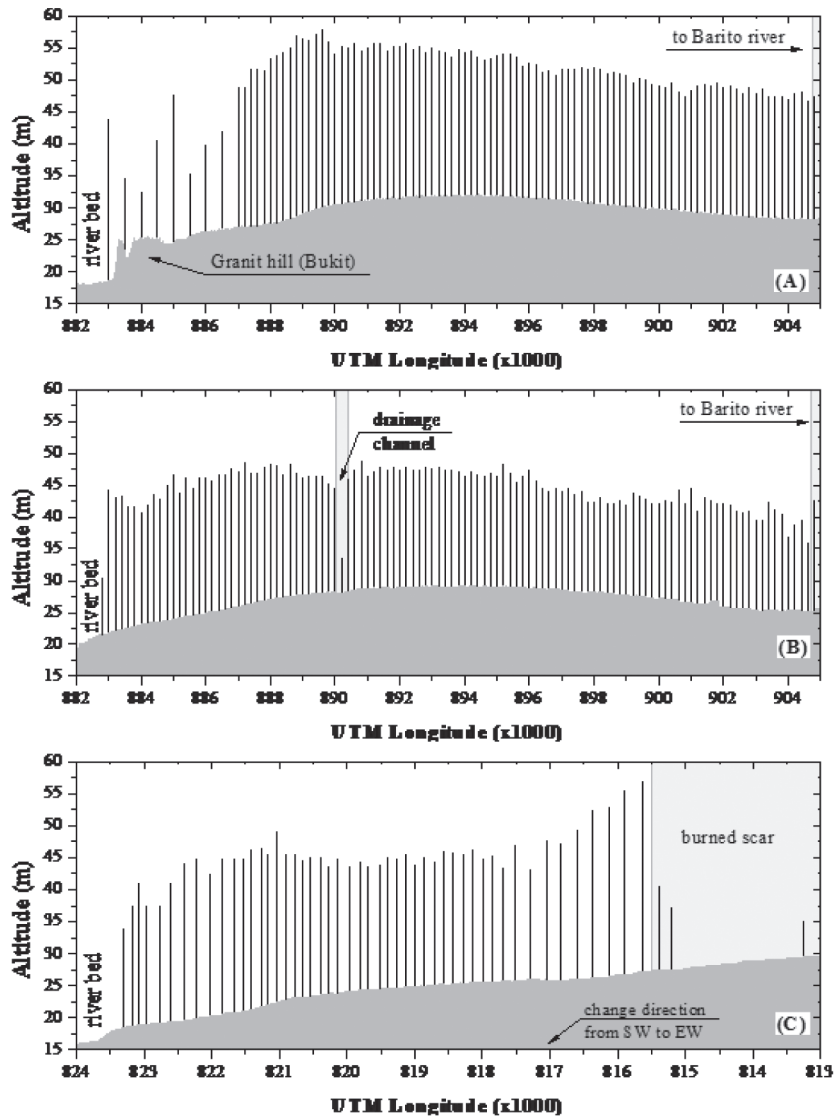 60
55
50
45
40
35
30
25
20
15
Altitude (m)
river bed
to Barito river
Granit hill (Bukit)
(A)
882 884 886 888 890 892 894 896 898 900 902 904
UTM Longitude (x1000)
60
55
50
45
40
35
30
25
20
15
Altitude (m)
river bed
drainage
channel
to Barito river
(B)
882 884 886 888 890 892 894 896 898 900 902 904
UTM Longitude (x1000)
60
55
50
45
40
35
30
25
20
15
Altitude (m)
river bed
burned scar
change direction
from SW to EW
(C)
824 823 822 821 820 819 818 817 816 815 814 813
UTM Longitude (x1000)